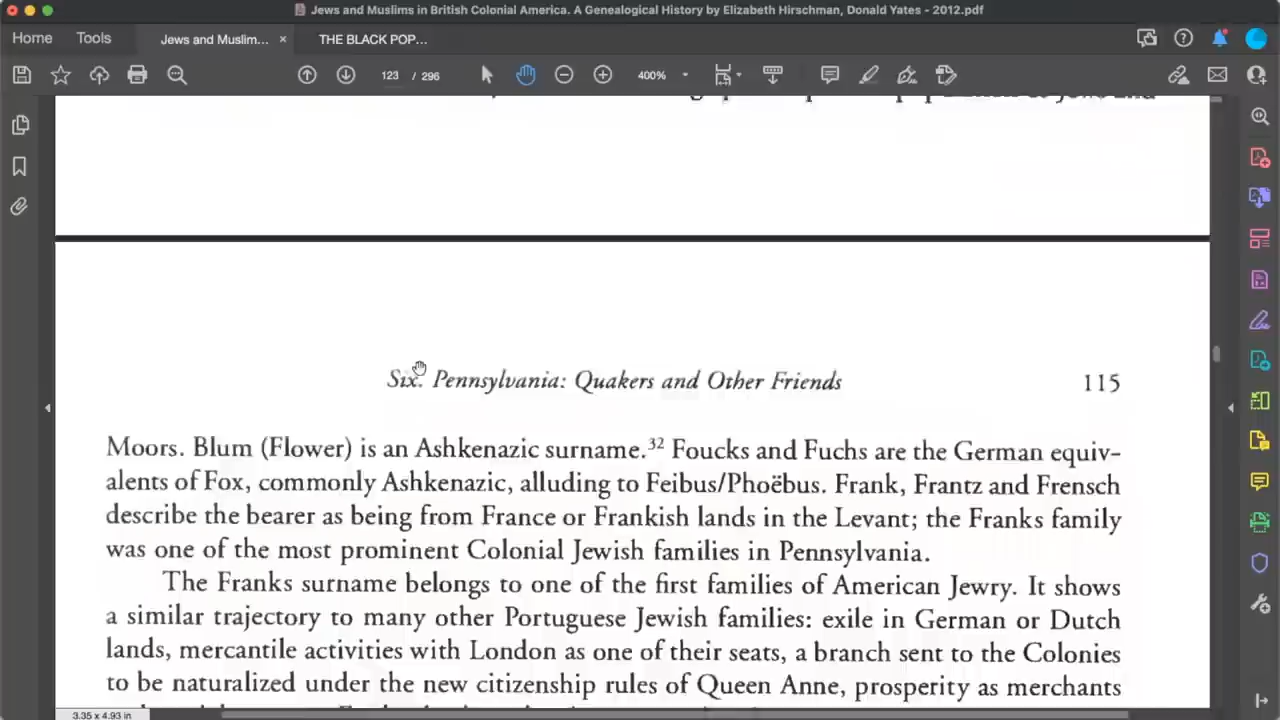 Jews and Muslims in British Colonial America. A Genealogical History by Elizabeth Hirschman, Donald Yates - 2012.pdf
Home Tools Jews and Muslim... × THE BLACK POP...
123 / 296 400%
Six. Pennsylvania: Quakers and Other Friends 115
Moors. Blum (Flower) is an Ashkenazic surname.³² Foucks and Fuchs are the German equiv-
alents of Fox, commonly Ashkenazic, alluding to Feibus/Phoëbus. Frank, Frantz and Frensch
describe the bearer as being from France or Frankish lands in the Levant; the Franks family
was one of the most prominent Colonial Jewish families in Pennsylvania.
The Franks surname belongs to one of the first families of American Jewry. It shows
a similar trajectory to many other Portuguese Jewish families: exile in German or Dutch
lands, mercantile activities with London as one of their seats, a branch sent to the Colonies
to be naturalized under the new citizenship rules of Queen Anne, prosperity as merchants
3.35 x 4.93 in